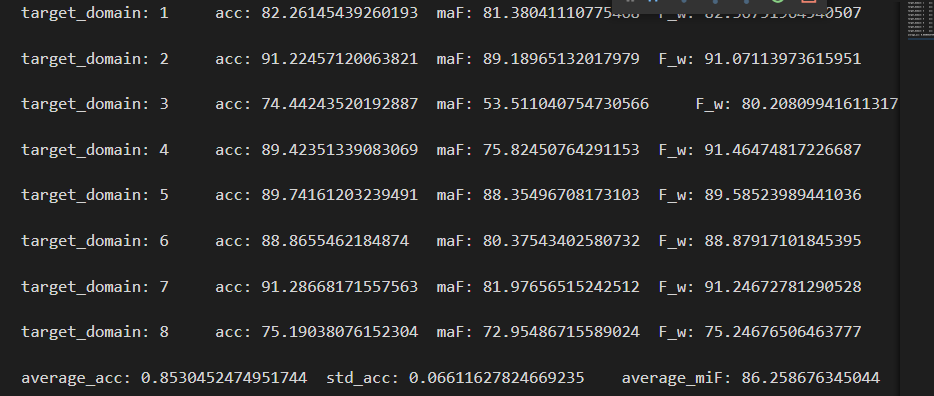 target_domain: 1 acc: 82.26145439260193 maF: F_w:
target_domain: 2 acc: 91.22457120063821 maF: 89.18965132017979 F_w: 91.07113973615951
target_domain: 3 acc: 74.44243520192887 maF: 53.511040754730566 F_w: 80.20809941611317
target_domain: 4 acc: 89.42351339083069 maF: 75.82450764291153 F_w: 91.46474817226687
target_domain: 5 acc: 89.74161203239491 maF: 88.35496708173103 F_w: 89.58523989441036
target_domain: 6 acc: 88.8655462184874 maF: 80.37543402580732 F_w: 88.87917101845395
target_domain: 7 acc: 91.28668171557563 maF: 81.97656515242512 F_w: 91.24672781290528
target_domain: 8 acc: 75.19038076152304 maF: 72.95486715589024 F_w: 75.24676506463777
average_acc: 0.8530452474951744 std_acc: 0.06611627824669235 average_miF: 86.258676345044